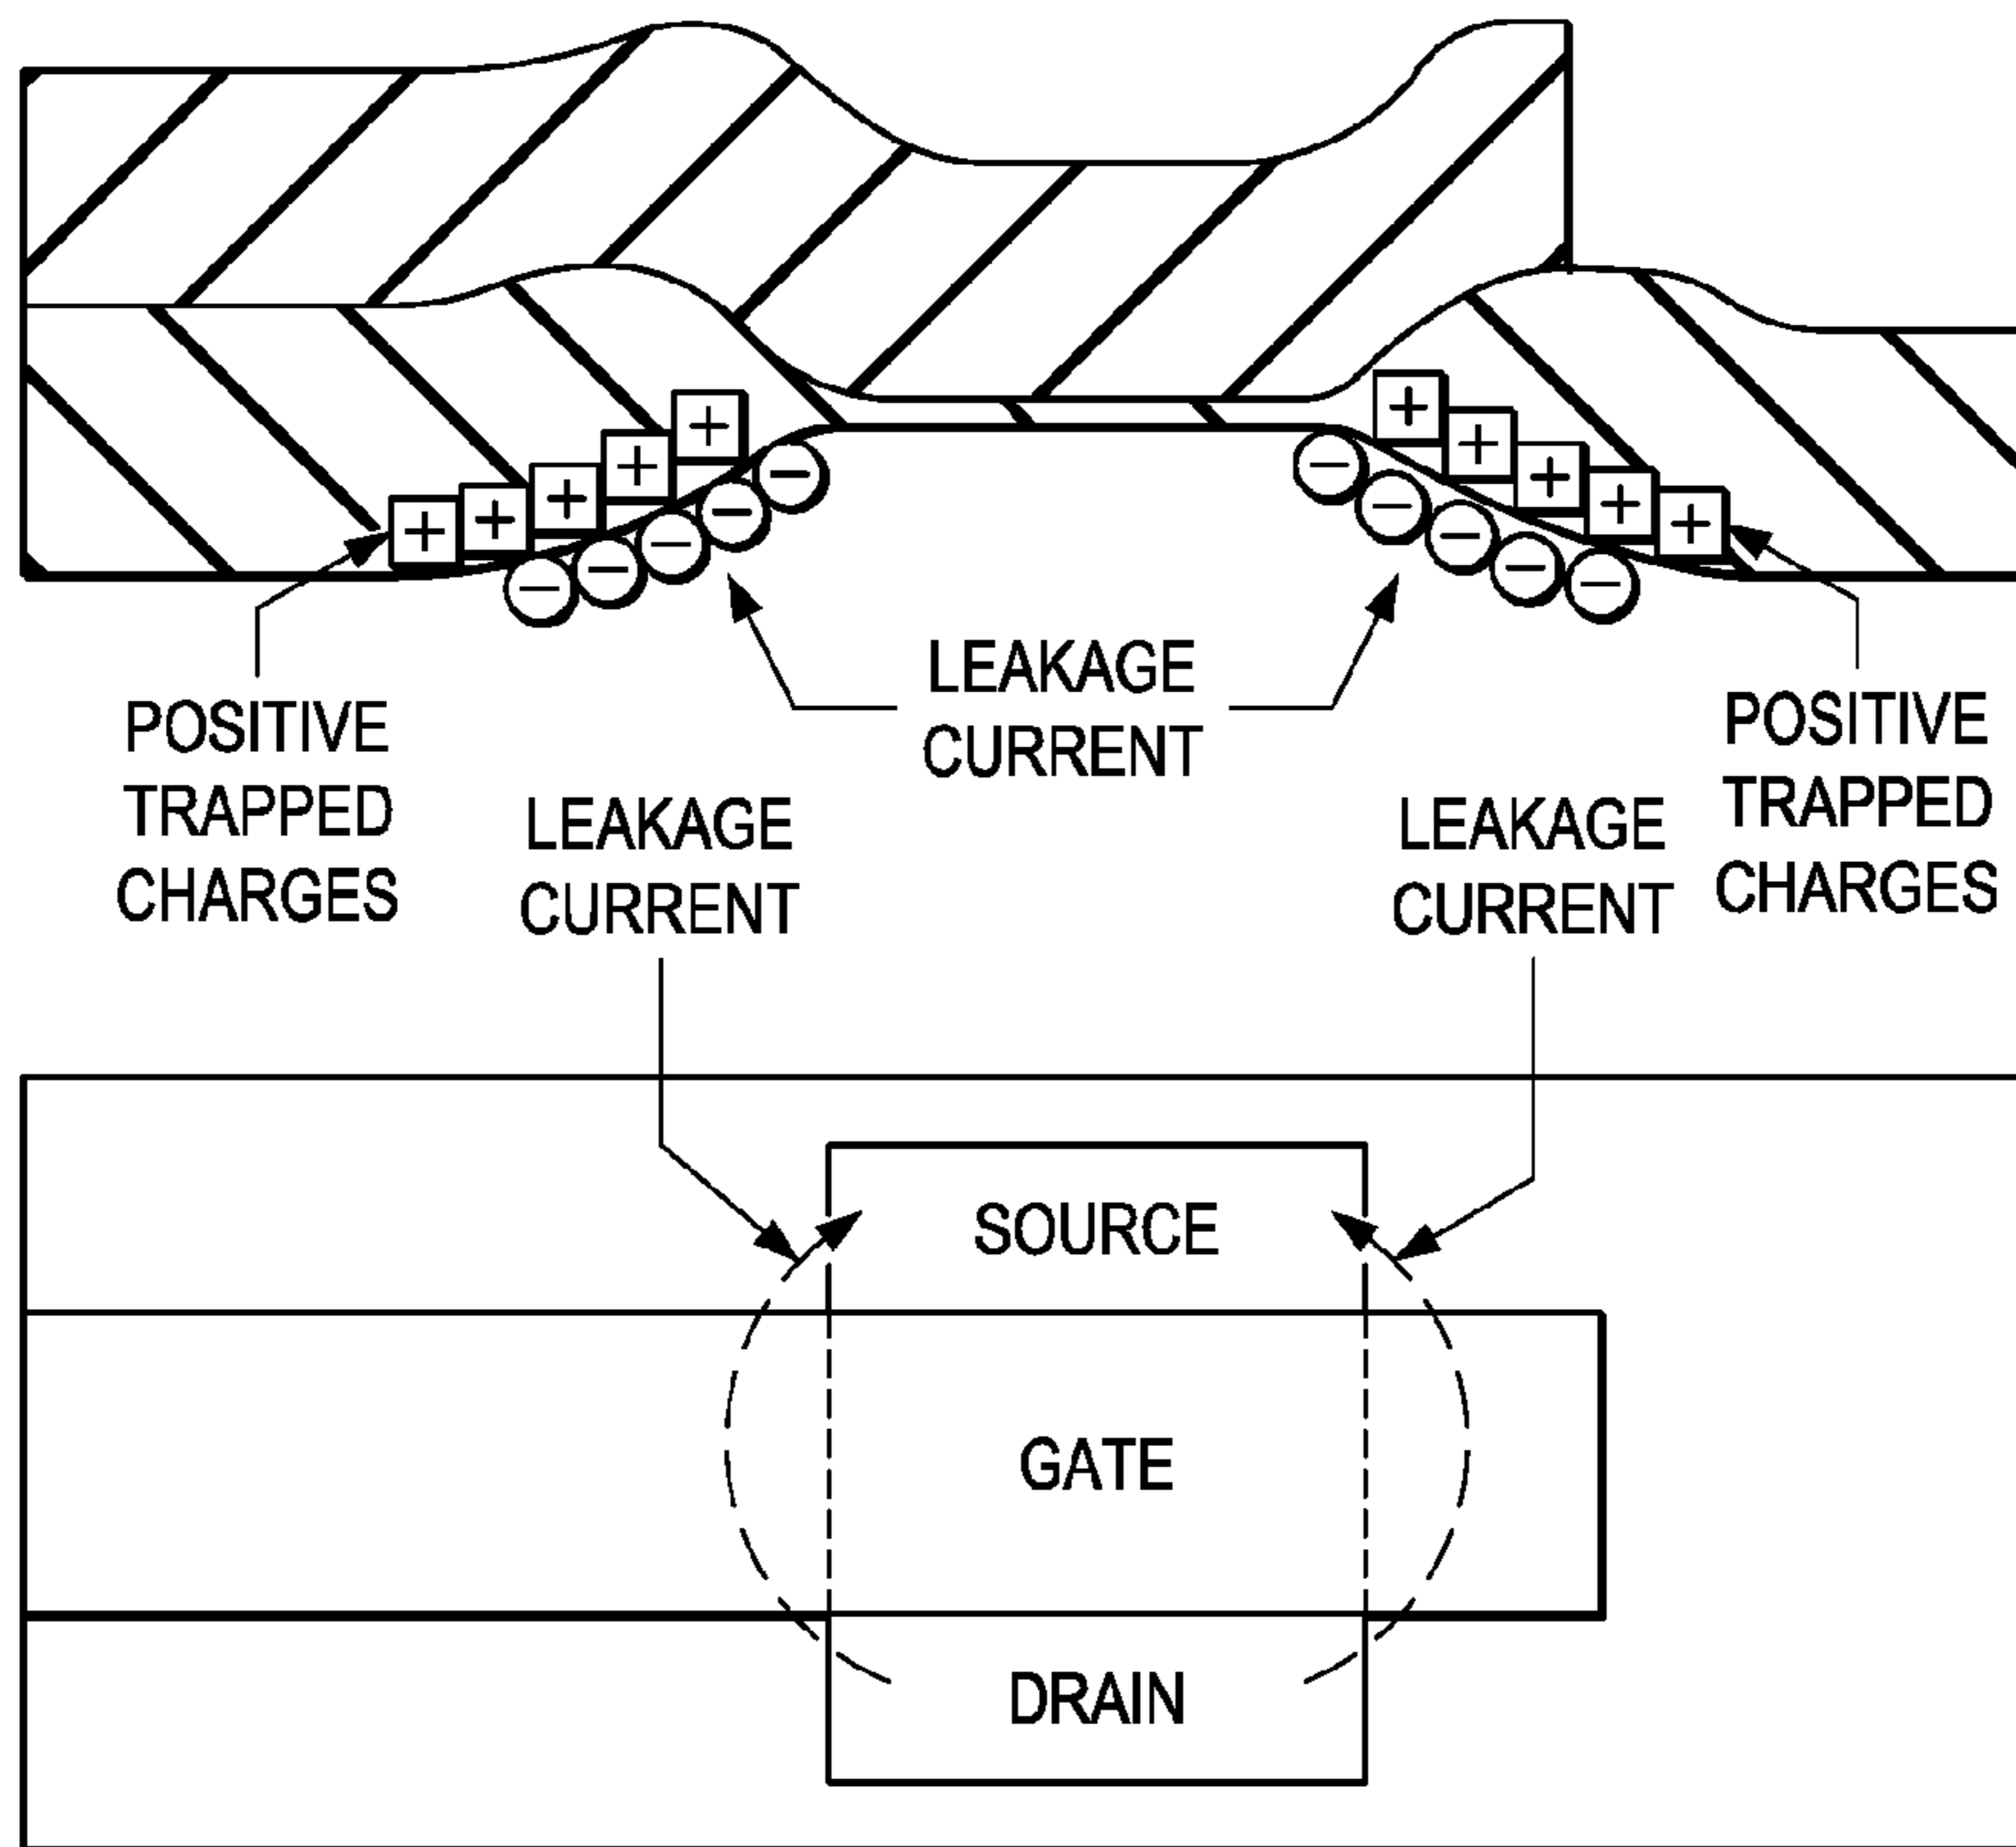 LEAKAGE
CURRENT
POSITIVE
TRAPPED
CHARGES
LEAKAGE
CURRENT
LEAKAGE
CURRENT
POSITIVE
TRAPPED
CHARGES
SOURCE
GATE
DRAIN